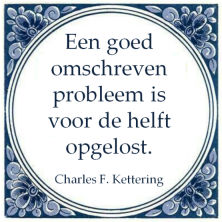 Een goed
omschreven
probleem is
voor de helft
opgelost.
Charles F. Kettering